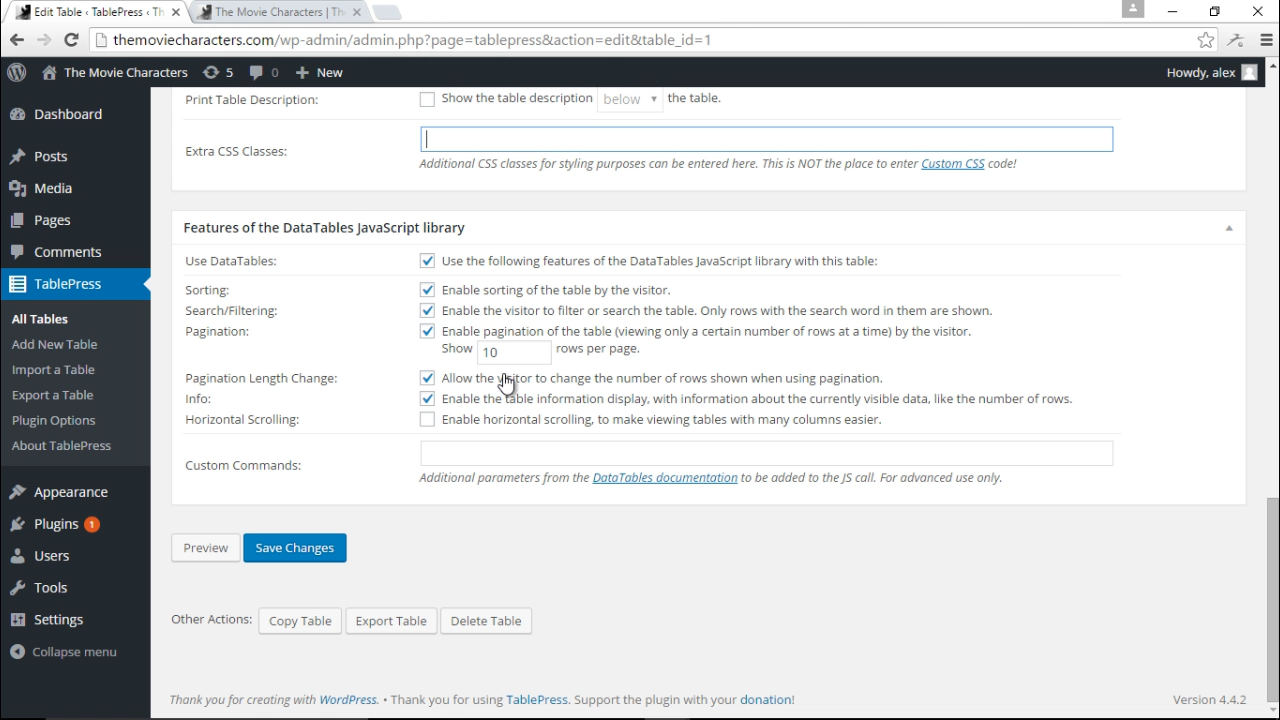 Edit Table ‹ TablePress ‹ Th
The Movie Characters | Th
themoviecharacters.com/wp-admin/admin.php?page=tablepress&action=edit&table_id=1
The Movie Characters 5 0 + New Howdy, alex
Dashboard
Posts
Media
Pages
Comments
TablePress
All Tables
Add New Table
Import a Table
Export a Table
Plugin Options
About TablePress
Appearance
Plugins 1
Users
Tools
Settings
Collapse menu
Print Table Description: Show the table description below the table.
Extra CSS Classes:
Additional CSS classes for styling purposes can be entered here. This is NOT the place to enter Custom CSS code!
Features of the DataTables JavaScript library
Use DataTables: Use the following features of the DataTables JavaScript library with this table:
Sorting: Enable sorting of the table by the visitor.
Search/Filtering: Enable the visitor to filter or search the table. Only rows with the search word in them are shown.
Pagination: Enable pagination of the table (viewing only a certain number of rows at a time) by the visitor.
Show 10 rows per page.
Pagination Length Change: Allow the visitor to change the number of rows shown when using pagination.
Info: Enable the table information display, with information about the currently visible data, like the number of rows.
Horizontal Scrolling: Enable horizontal scrolling, to make viewing tables with many columns easier.
Custom Commands:
Additional parameters from the DataTables documentation to be added to the JS call. For advanced use only.
Preview Save Changes
Other Actions: Copy Table Export Table Delete Table
Thank you for creating with WordPress. • Thank you for using TablePress. Support the plugin with your donation! Version 4.4.2